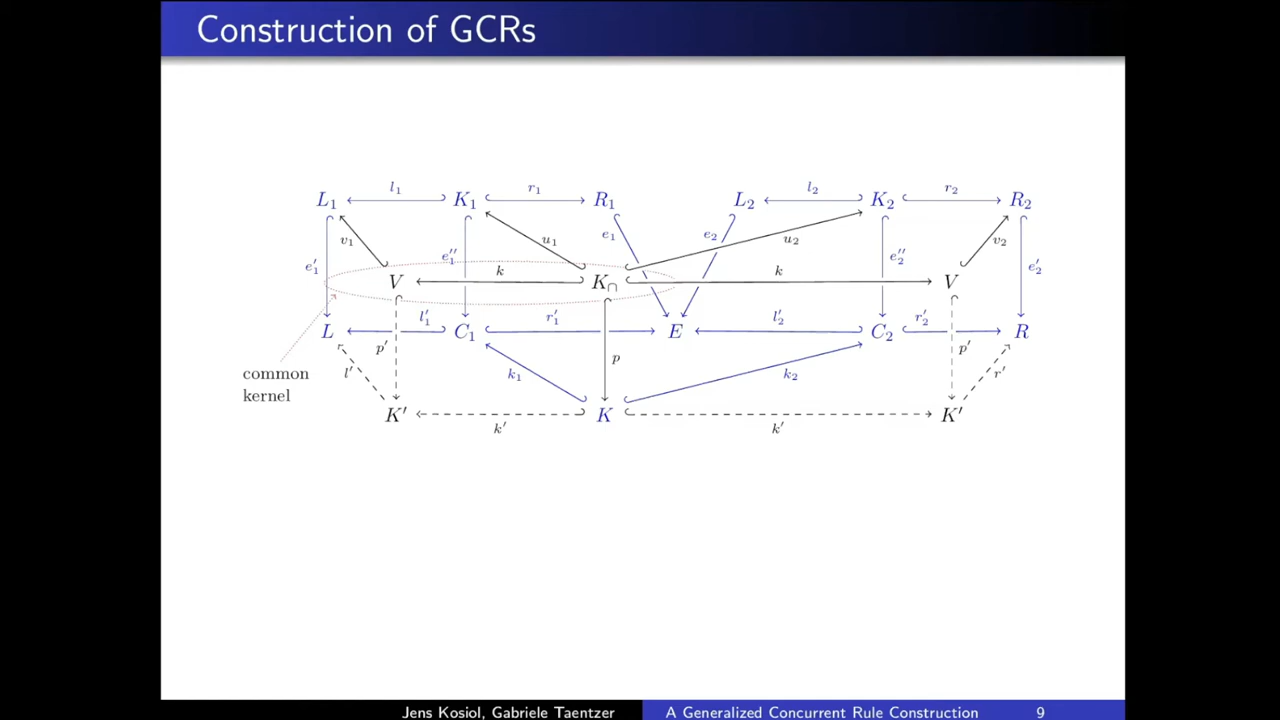 Construction of GCRs
L₁ l₁ K₁ r₁ R₁ L₂ l₂ K₂ r₂ R₂
e′₁ v₁ e″₁ u₁ e₁ e₂ u₂ e″₂ v₂ e′₂
V k K∩ k V
L l′₁ C₁ r′₁ E l′₂ C₂ r′₂ R
common
kernel
l′ p′ k₁ p k₂ p′ r′
K′ k′ K k′ K′
Jens Kosiol, Gabriele Taentzer A Generalized Concurrent Rule Construction 9